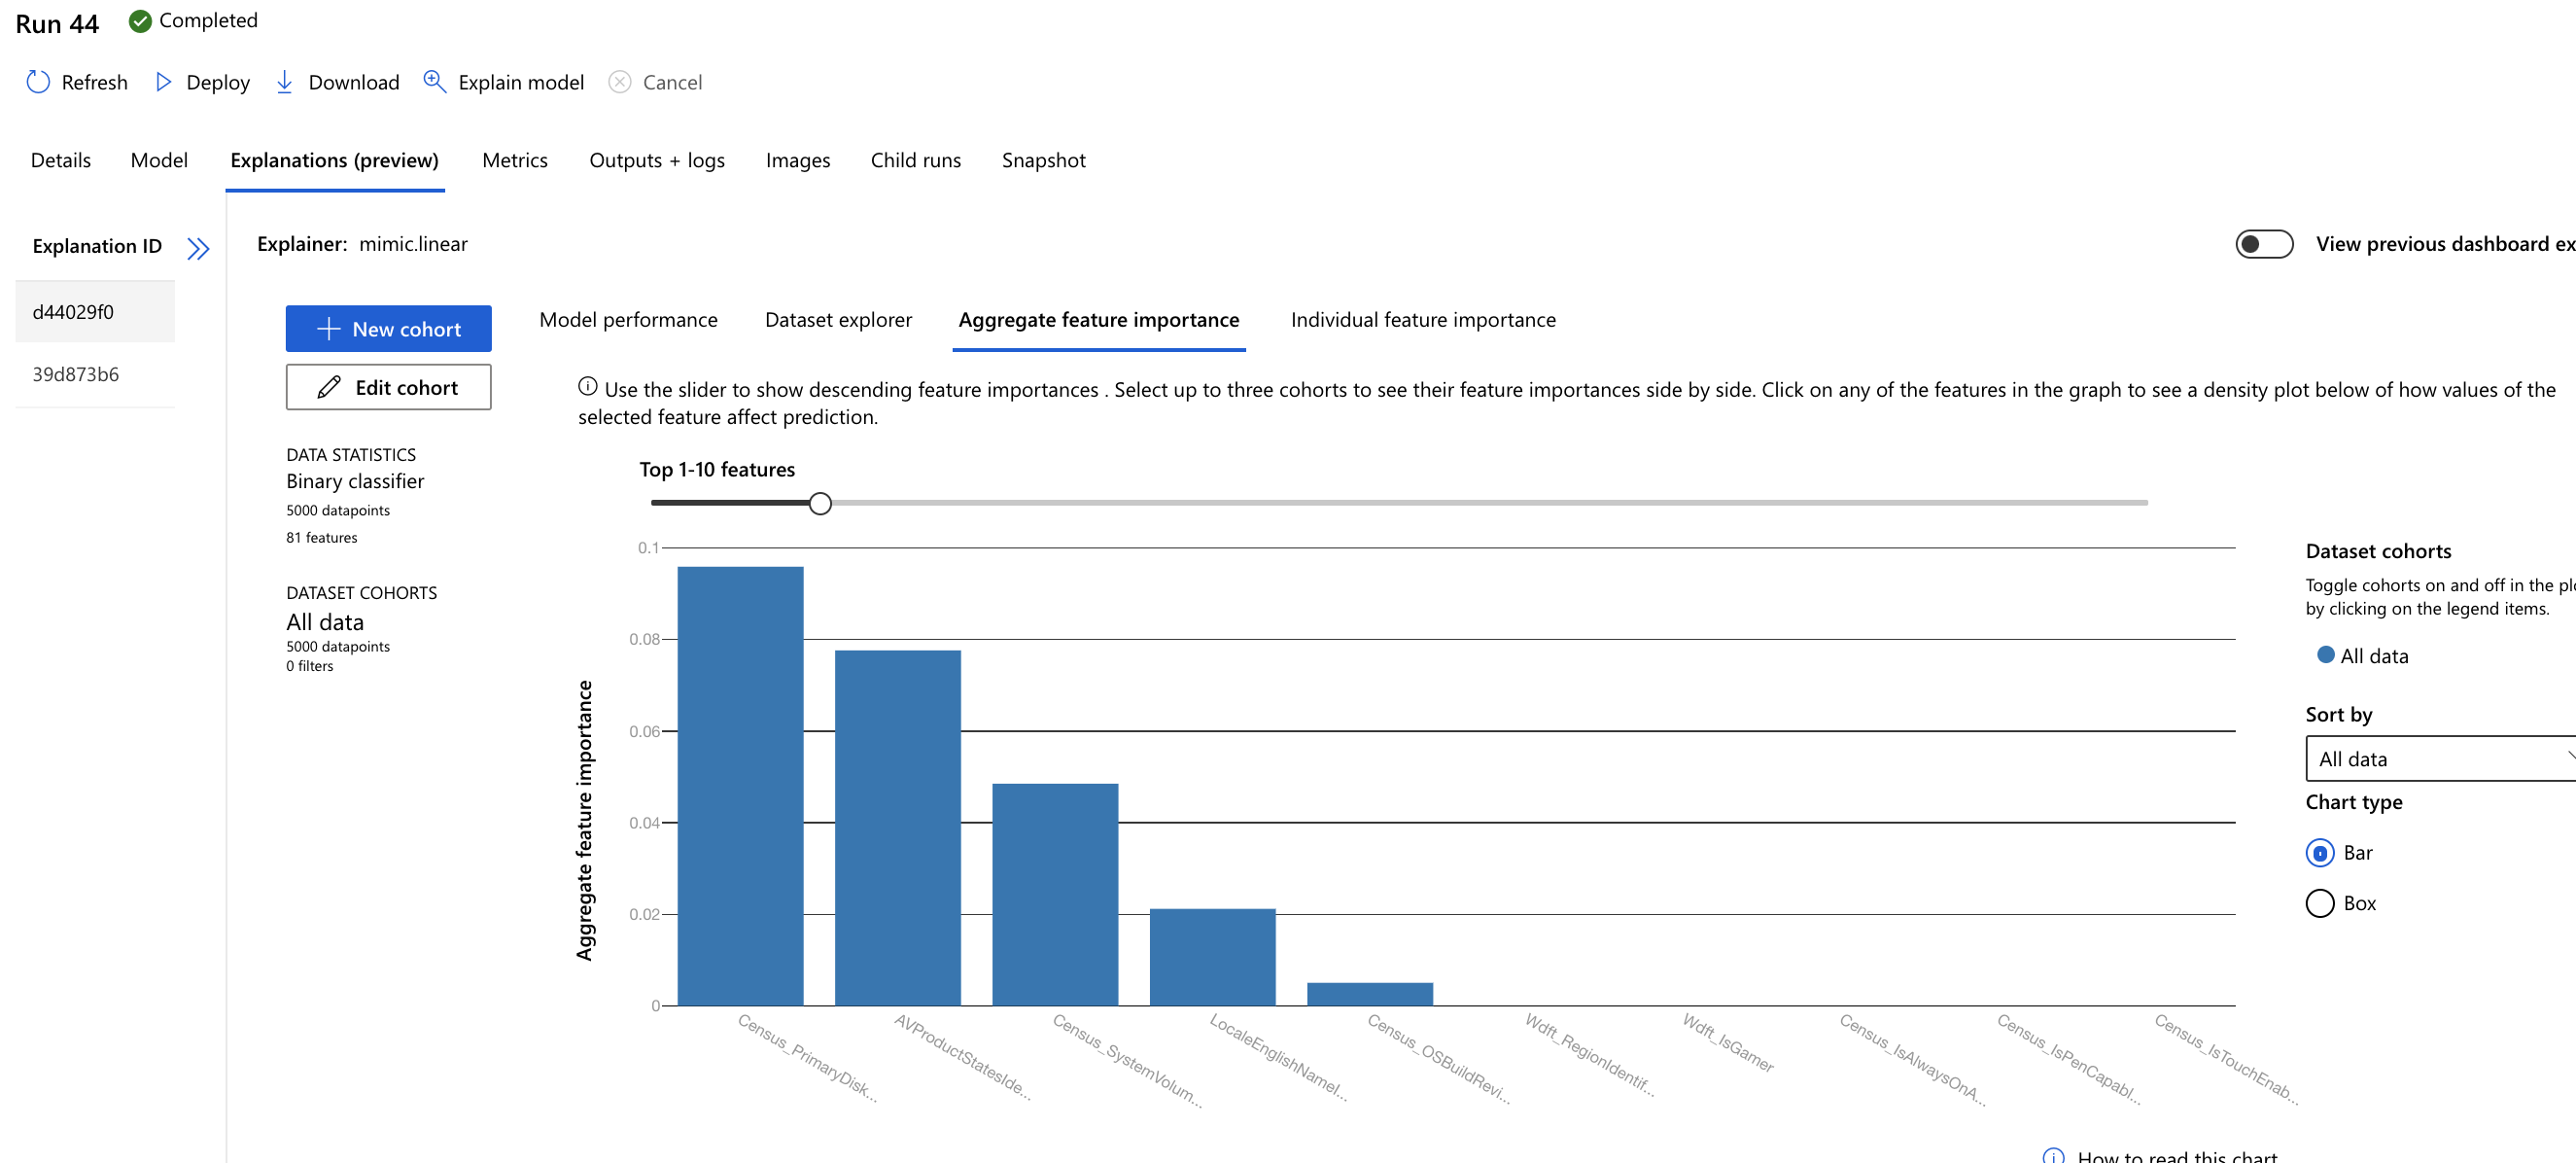 Run 44 Completed
Refresh Deploy Download Explain model Cancel
Details Model Explanations (preview) Metrics Outputs + logs Images Child runs Snapshot
Explanation ID
d44029f0
39d873b6
Explainer: mimic.linear
View previous dashboard ex
New cohort
Edit cohort
DATA STATISTICS
Binary classifier
5000 datapoints
81 features
DATASET COHORTS
All data
5000 datapoints
0 filters
Model performance Dataset explorer Aggregate feature importance Individual feature importance
Use the slider to show descending feature importances . Select up to three cohorts to see their feature importances side by side. Click on any of the features in the graph to see a density plot below of how values of the
selected feature affect prediction.
Top 1-10 features
Aggregate feature importance
0.1
0.08
0.06
0.04
0.02
0
Census_PrimaryDisk...
AVProductStatesIde...
Census_SystemVolum...
LocaleEnglishNameI...
Census_OSBuildRevi...
Wdft_RegionIdentif...
Wdft_IsGamer
Census_IsAlwaysOnA...
Census_IsPenCapabl...
Census_IsTouchEnab...
Dataset cohorts
Toggle cohorts on and off in the plo
by clicking on the legend items.
All data
Sort by
All data
Chart type
Bar
Box
How to read this chart